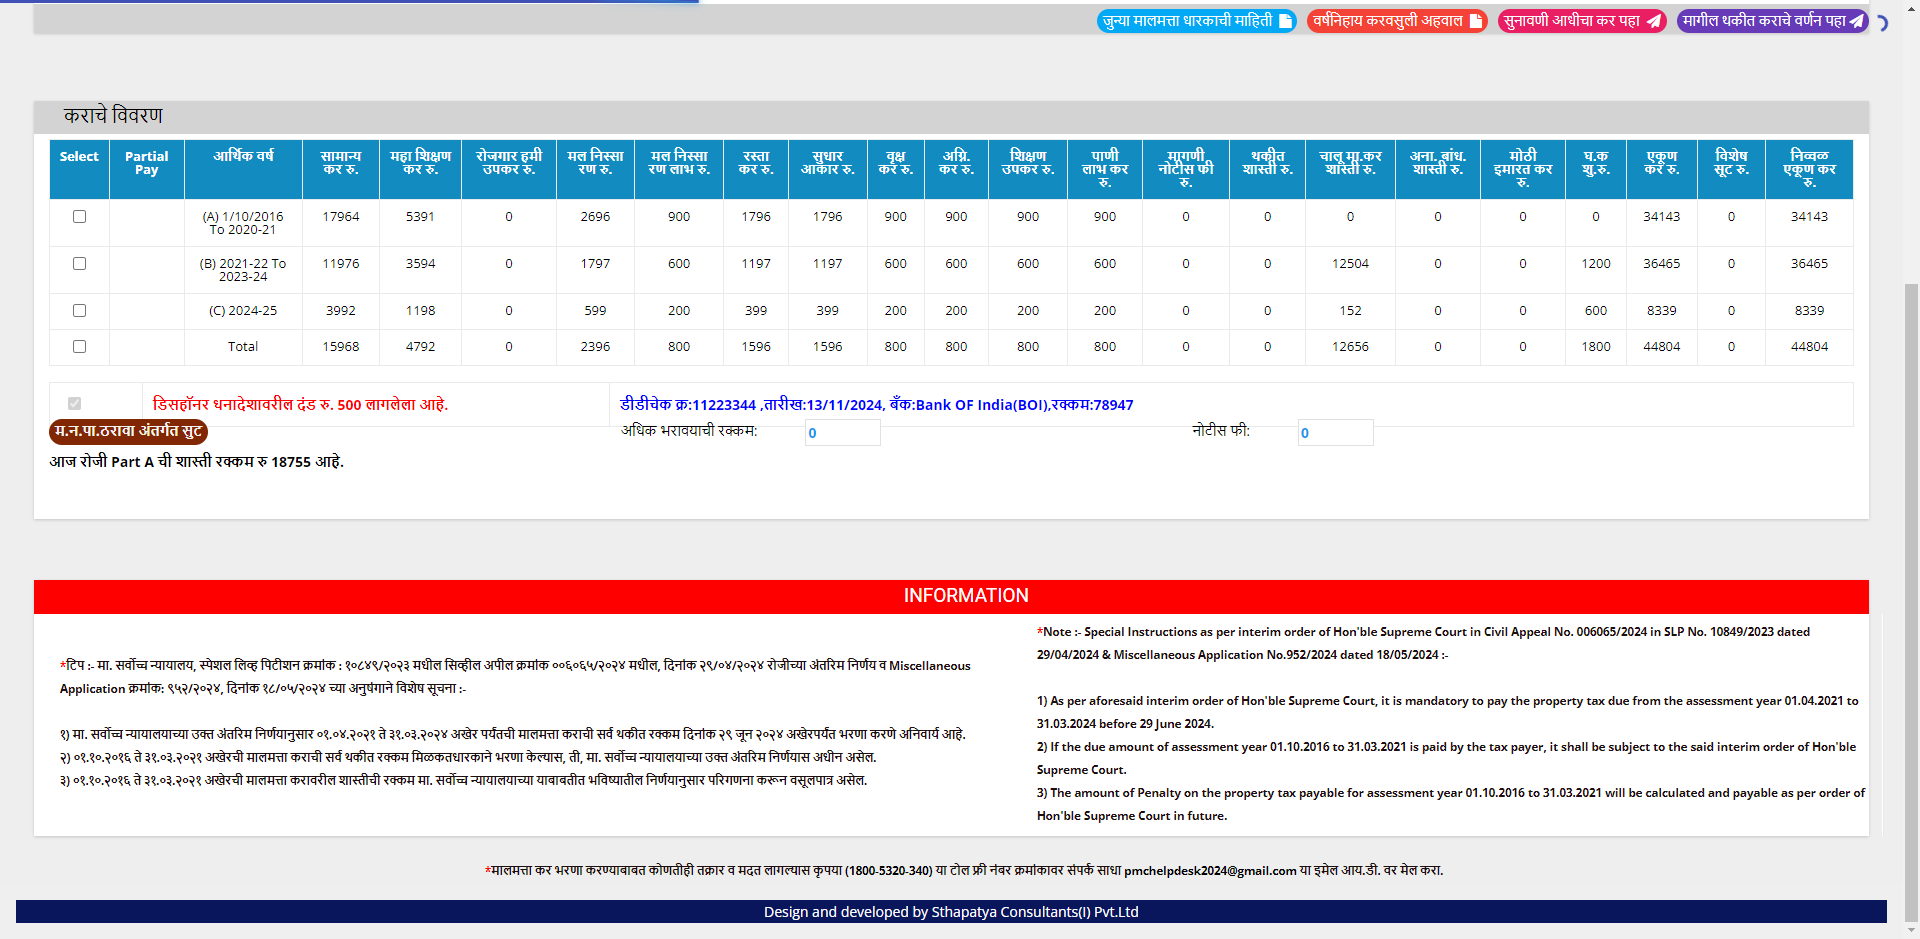 जुन्या मालमत्ता धारकाची माहिती वर्षनिहाय करवसुली अहवाल सुनावणी आधीचा कर पहा मागील थकीत कराचे वर्णन पहा
कराचे विवरण
Select Partial Pay आर्थिक वर्ष सामान्य कर रु. महा शिक्षण कर रु. रोजगार हमी उपकर रु. मल निस्सा रण रु. मल निस्सा रण लाभ रु. रस्ता कर रु. सुधार आकार रु. वृक्ष कर रु. अग्नि. कर रु. शिक्षण उपकर रु. पाणी लाभ कर रु. मागणी नोटीस फी रु. थकीत शास्ती रु. चालू मा.कर शास्ती रु. अना. बांध. शास्ती रु. मोठी इमारत कर रु. घ.क शु.रु. एकूण कर रु. विशेष सूट रु. निव्वळ एकूण कर रु.
(A) 1/10/2016 To 2020-21 17964 5391 0 2696 900 1796 1796 900 900 900 900 0 0 0 0 0 0 34143 0 34143
(B) 2021-22 To 2023-24 11976 3594 0 1797 600 1197 1197 600 600 600 600 0 0 12504 0 0 1200 36465 0 36465
(C) 2024-25 3992 1198 0 599 200 399 399 200 200 200 200 0 0 152 0 0 600 8339 0 8339
Total 15968 4792 0 2396 800 1596 1596 800 800 800 800 0 0 12656 0 0 1800 44804 0 44804
डिसहॉनर धनादेशावरील दंड रु. 500 लागलेला आहे. डीडीचेक क्र:11223344 ,तारीख:13/11/2024, बँक:Bank OF India(BOI),रक्कम:78947
म.न.पा.ठरावा अंतर्गत सुट अधिक भरावयाची रक्कम: 0 नोटीस फी: 0
आज रोजी Part A ची शास्ती रक्कम रु 18755 आहे.
INFORMATION
*टिप :- मा. सर्वोच्च न्यायालय, स्पेशल लिव्ह पिटीशन क्रमांक : १०८४९/२०२३ मधील सिव्हील अपील क्रमांक ००६०६५/२०२४ मधील, दिनांक २९/०४/२०२४ रोजीच्या अंतरिम निर्णय व Miscellaneous
Application क्रमांक: ९५२/२०२४, दिनांक १८/०५/२०२४ च्या अनुषंगाने विशेष सूचना :-
१) मा. सर्वोच्च न्यायालयाच्या उक्त अंतरिम निर्णयानुसार ०१.०४.२०२१ ते ३१.०३.२०२४ अखेर पर्यंतची मालमत्ता कराची सर्व थकीत रक्कम दिनांक २९ जून २०२४ अखेरपर्यंत भरणा करणे अनिवार्य आहे.
२) ०१.१०.२०१६ ते ३१.०३.२०२१ अखेरची मालमत्ता कराची सर्व थकीत रक्कम मिळकतधारकाने भरणा केल्यास, ती, मा. सर्वोच्च न्यायालयाच्या उक्त अंतरिम निर्णयास अधीन असेल.
३) ०१.१०.२०१६ ते ३१.०३.२०२१ अखेरची मालमत्ता करावरील शास्तीची रक्कम मा. सर्वोच्च न्यायालयाच्या याबाबतीत भविष्यातील निर्णयानुसार परिगणना करून वसूलपात्र असेल.
*Note :- Special Instructions as per interim order of Hon'ble Supreme Court in Civil Appeal No. 006065/2024 in SLP No. 10849/2023 dated
29/04/2024 & Miscellaneous Application No.952/2024 dated 18/05/2024 :-
1) As per aforesaid interim order of Hon'ble Supreme Court, it is mandatory to pay the property tax due from the assessment year 01.04.2021 to
31.03.2024 before 29 June 2024.
2) If the due amount of assessment year 01.10.2016 to 31.03.2021 is paid by the tax payer, it shall be subject to the said interim order of Hon'ble
Supreme Court.
3) The amount of Penalty on the property tax payable for assessment year 01.10.2016 to 31.03.2021 will be calculated and payable as per order of
Hon'ble Supreme Court in future.
*मालमत्ता कर भरणा करण्याबाबत कोणतीही तक्रार व मदत लागल्यास कृपया (1800-5320-340) या टोल फ्री नंबर क्रमांकावर संपर्क साधा pmchelpdesk2024@gmail.com या इमेल आय.डी. वर मेल करा.
Design and developed by Sthapatya Consultants(I) Pvt.Ltd